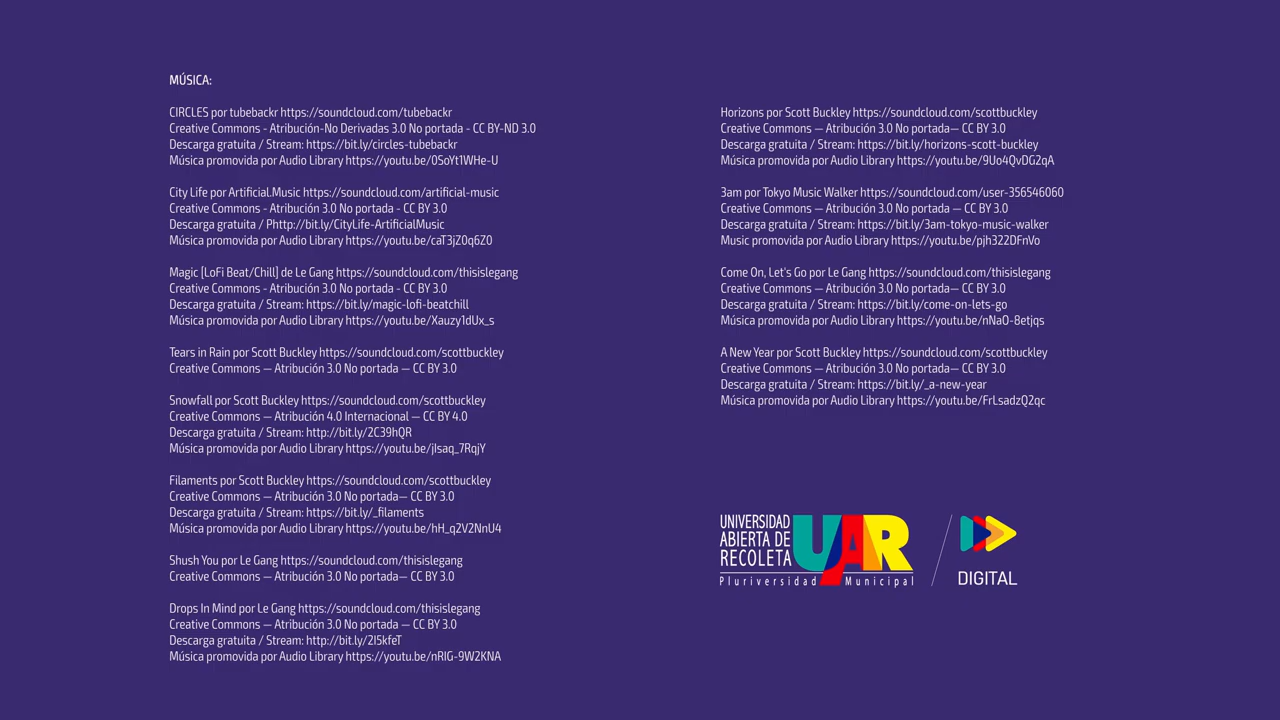 MÚSICA:
CIRCLES por tubebackr https://soundcloud.com/tubebackr
Creative Commons - Atribución-No Derivadas 3.0 No portada - CC BY-ND 3.0
Descarga gratuita / Stream: https://bit.ly/circles-tubebackr
Música promovida por Audio Library https://youtu.be/0SoYt1WHe-U
City Life por Artificial.Music https://soundcloud.com/artificial-music
Creative Commons - Atribución 3.0 No portada - CC BY 3.0
Descarga gratuita / Phttp://bit.ly/CityLife-ArtificialMusic
Música promovida por Audio Library https://youtu.be/caT3jZ0q6Z0
Magic [LoFi Beat/Chill] de Le Gang https://soundcloud.com/thisislegang
Creative Commons - Atribución 3.0 No portada - CC BY 3.0
Descarga gratuita / Stream: https://bit.ly/magic-lofi-beatchill
Música promovida por Audio Library https://youtu.be/Xauzy1dUx_s
Tears in Rain por Scott Buckley https://soundcloud.com/scottbuckley
Creative Commons — Atribución 3.0 No portada — CC BY 3.0
Snowfall por Scott Buckley https://soundcloud.com/scottbuckley
Creative Commons — Atribución 4.0 Internacional — CC BY 4.0
Descarga gratuita / Stream: http://bit.ly/2C39hQR
Música promovida por Audio Library https://youtu.be/jIsaq_7RqjY
Filaments por Scott Buckley https://soundcloud.com/scottbuckley
Creative Commons — Atribución 3.0 No portada— CC BY 3.0
Descarga gratuita / Stream: https://bit.ly/_filaments
Música promovida por Audio Library https://youtu.be/hH_q2V2NnU4
Shush You por Le Gang https://soundcloud.com/thisislegang
Creative Commons — Atribución 3.0 No portada— CC BY 3.0
Drops In Mind por Le Gang https://soundcloud.com/thisislegang
Creative Commons — Atribución 3.0 No portada — CC BY 3.0
Descarga gratuita / Stream: http://bit.ly/2I5kfeT
Música promovida por Audio Library https://youtu.be/nRIG-9W2KNA
Horizons por Scott Buckley https://soundcloud.com/scottbuckley
Creative Commons — Atribución 3.0 No portada— CC BY 3.0
Descarga gratuita / Stream: https://bit.ly/horizons-scott-buckley
Música promovida por Audio Library https://youtu.be/9Uo4QvDG2qA
3am por Tokyo Music Walker https://soundcloud.com/user-356546060
Creative Commons — Atribución 3.0 No portada — CC BY 3.0
Descarga gratuita / Stream: https://bit.ly/3am-tokyo-music-walker
Music promovida por Audio Library https://youtu.be/pjh322DFnVo
Come On, Let's Go por Le Gang https://soundcloud.com/thisislegang
Creative Commons — Atribución 3.0 No portada— CC BY 3.0
Descarga gratuita / Stream: https://bit.ly/come-on-lets-go
Música promovida por Audio Library https://youtu.be/nNaO-8etjqs
A New Year por Scott Buckley https://soundcloud.com/scottbuckley
Creative Commons — Atribución 3.0 No portada— CC BY 3.0
Descarga gratuita / Stream: https://bit.ly/_a-new-year
Música promovida por Audio Library https://youtu.be/FrLsadzQ2qc
UNIVERSIDAD
ABIERTA DE
RECOLETA
UAR
Pluriversidad Municipal
DIGITAL